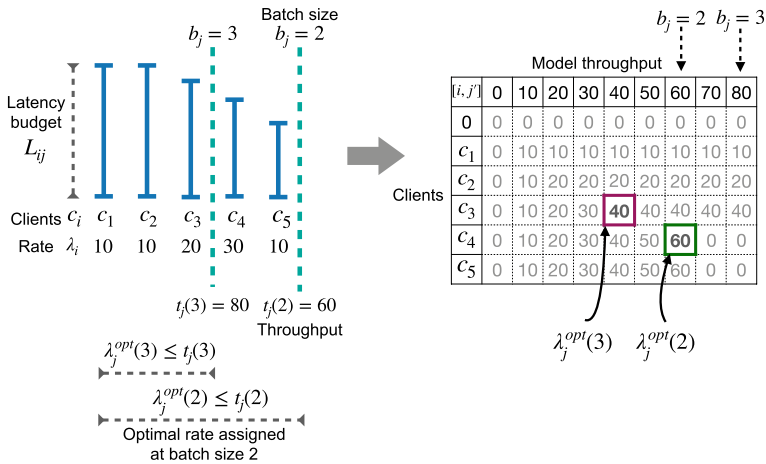 Batch size
b_j = 3 b_j = 2
Latency
budget
L_ij
Clients c_i c_1 c_2 c_3 c_4 c_5
Rate λ_i 10 10 20 30 10
t_j(3) = 80 t_j(2) = 60
Throughput
λ_j^opt(3) ≤ t_j(3)
λ_j^opt(2) ≤ t_j(2)
Optimal rate assigned
at batch size 2
b_j = 2 b_j = 3
Model throughput
[i, j'] 0 10 20 30 40 50 60 70 80
0 0 0 0 0 0 0 0 0 0
c_1 0 10 10 10 10 10 10 10 10
c_2 0 10 20 20 20 20 20 20 20
Clients
c_3 0 10 20 30 40 40 40 40 40
c_4 0 10 20 30 40 50 60 0 0
c_5 0 10 20 30 40 50 60 0 0
λ_j^opt(3) λ_j^opt(2)